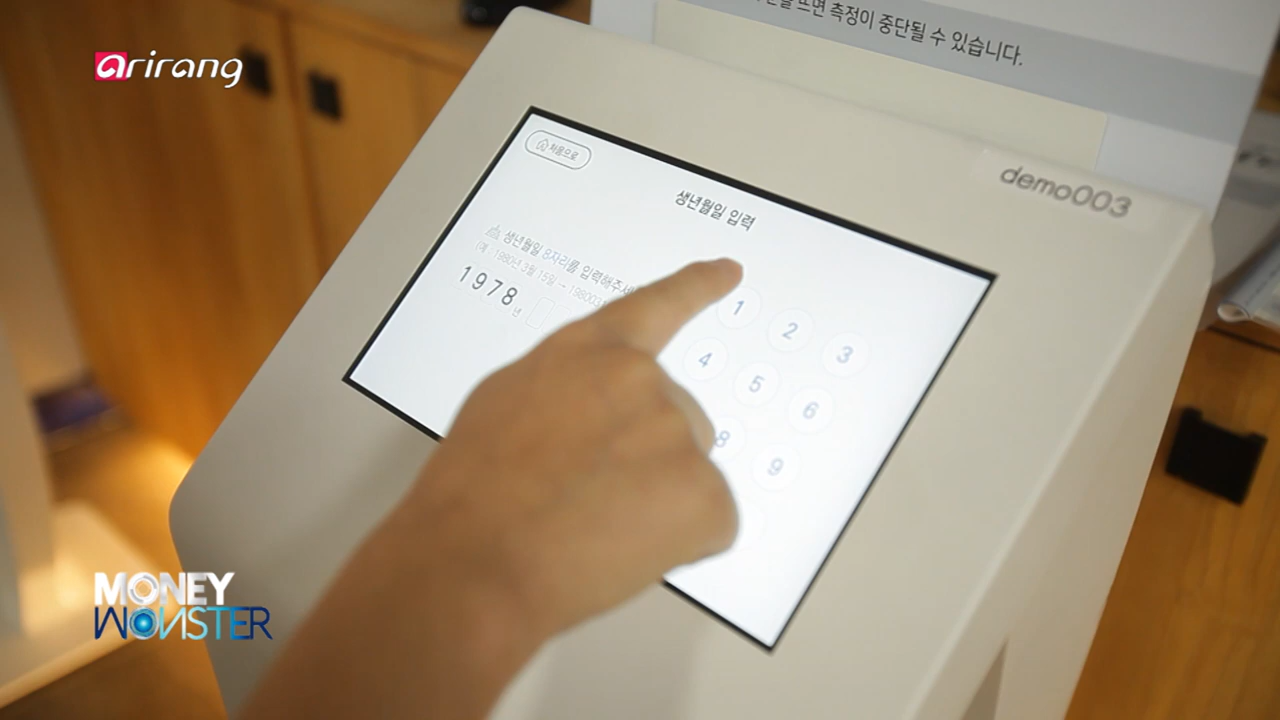 뜨면 측정이 중단될 수 있습니다.
arirang
demo003
처음으로
생년월일 입력
생년월일 8자리를 입력해주세
(예 : 1980년 3월 15일 → 198003
1978년
1 2 3
4 5 6
8 9
MONEY
MONSTER